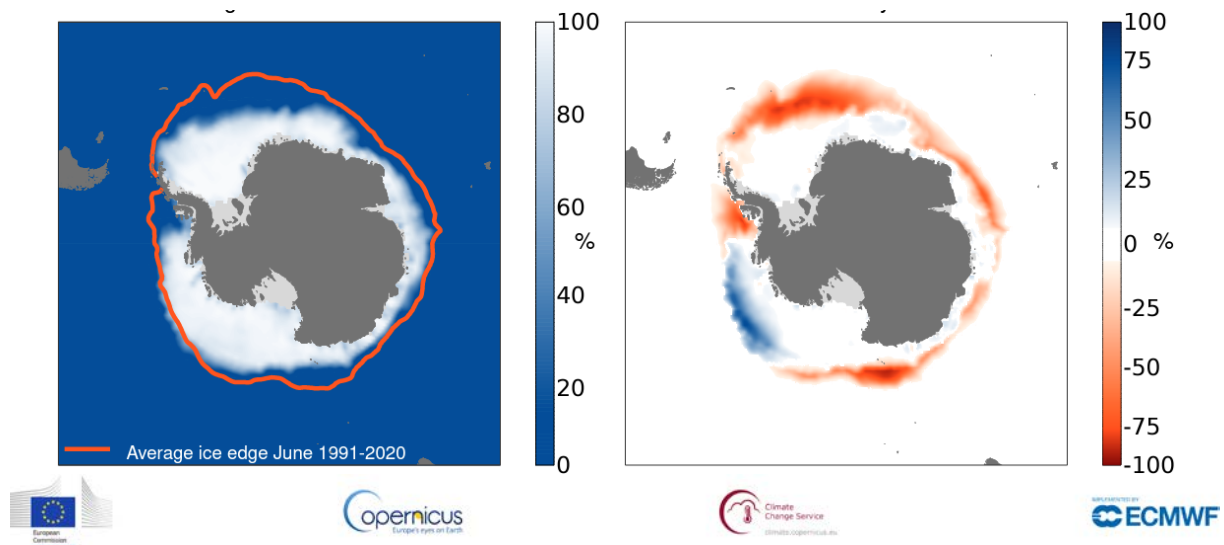 100
80
60
%
40
20
0
Average ice edge June 1991-2020
100
75
50
25
0 %
-25
-50
-75
-100
European
Commission
opernicus
Europe's eyes on Earth
Climate
Change Service
climate.copernicus.eu
IMPLEMENTED BY
ECMWF